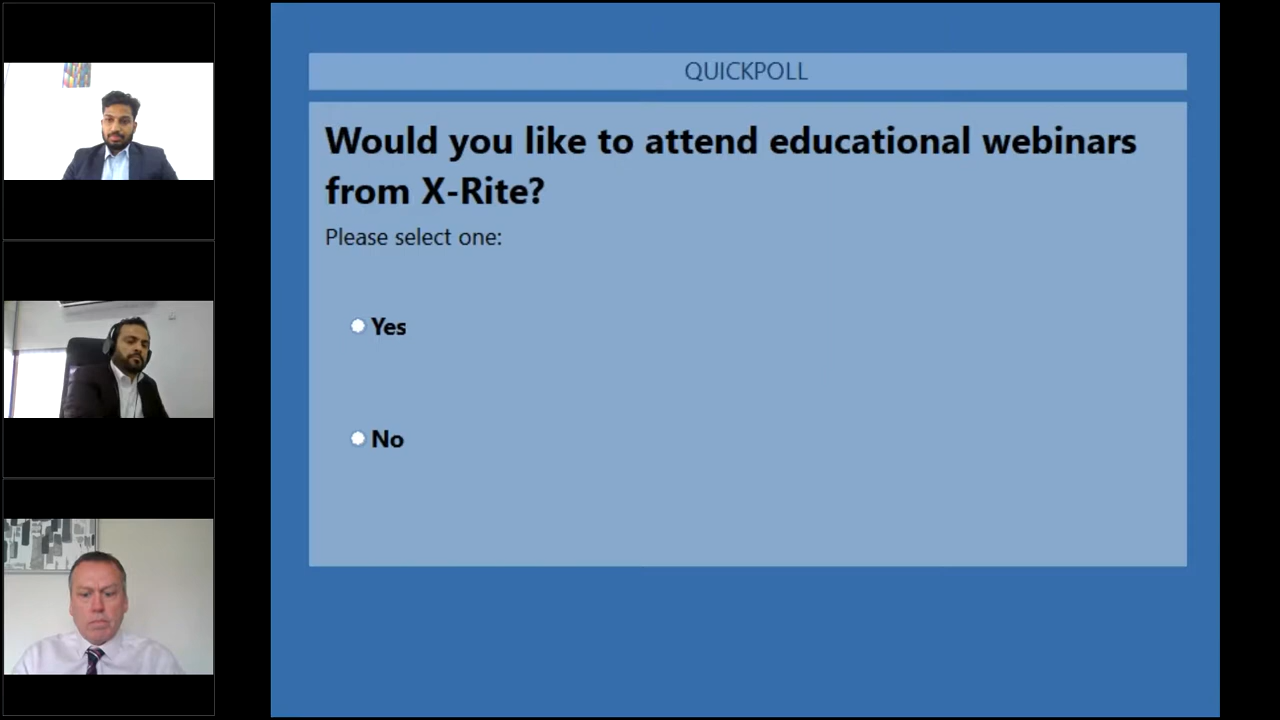 QUICKPOLL
Would you like to attend educational webinars
from X-Rite?
Please select one:
Yes
No